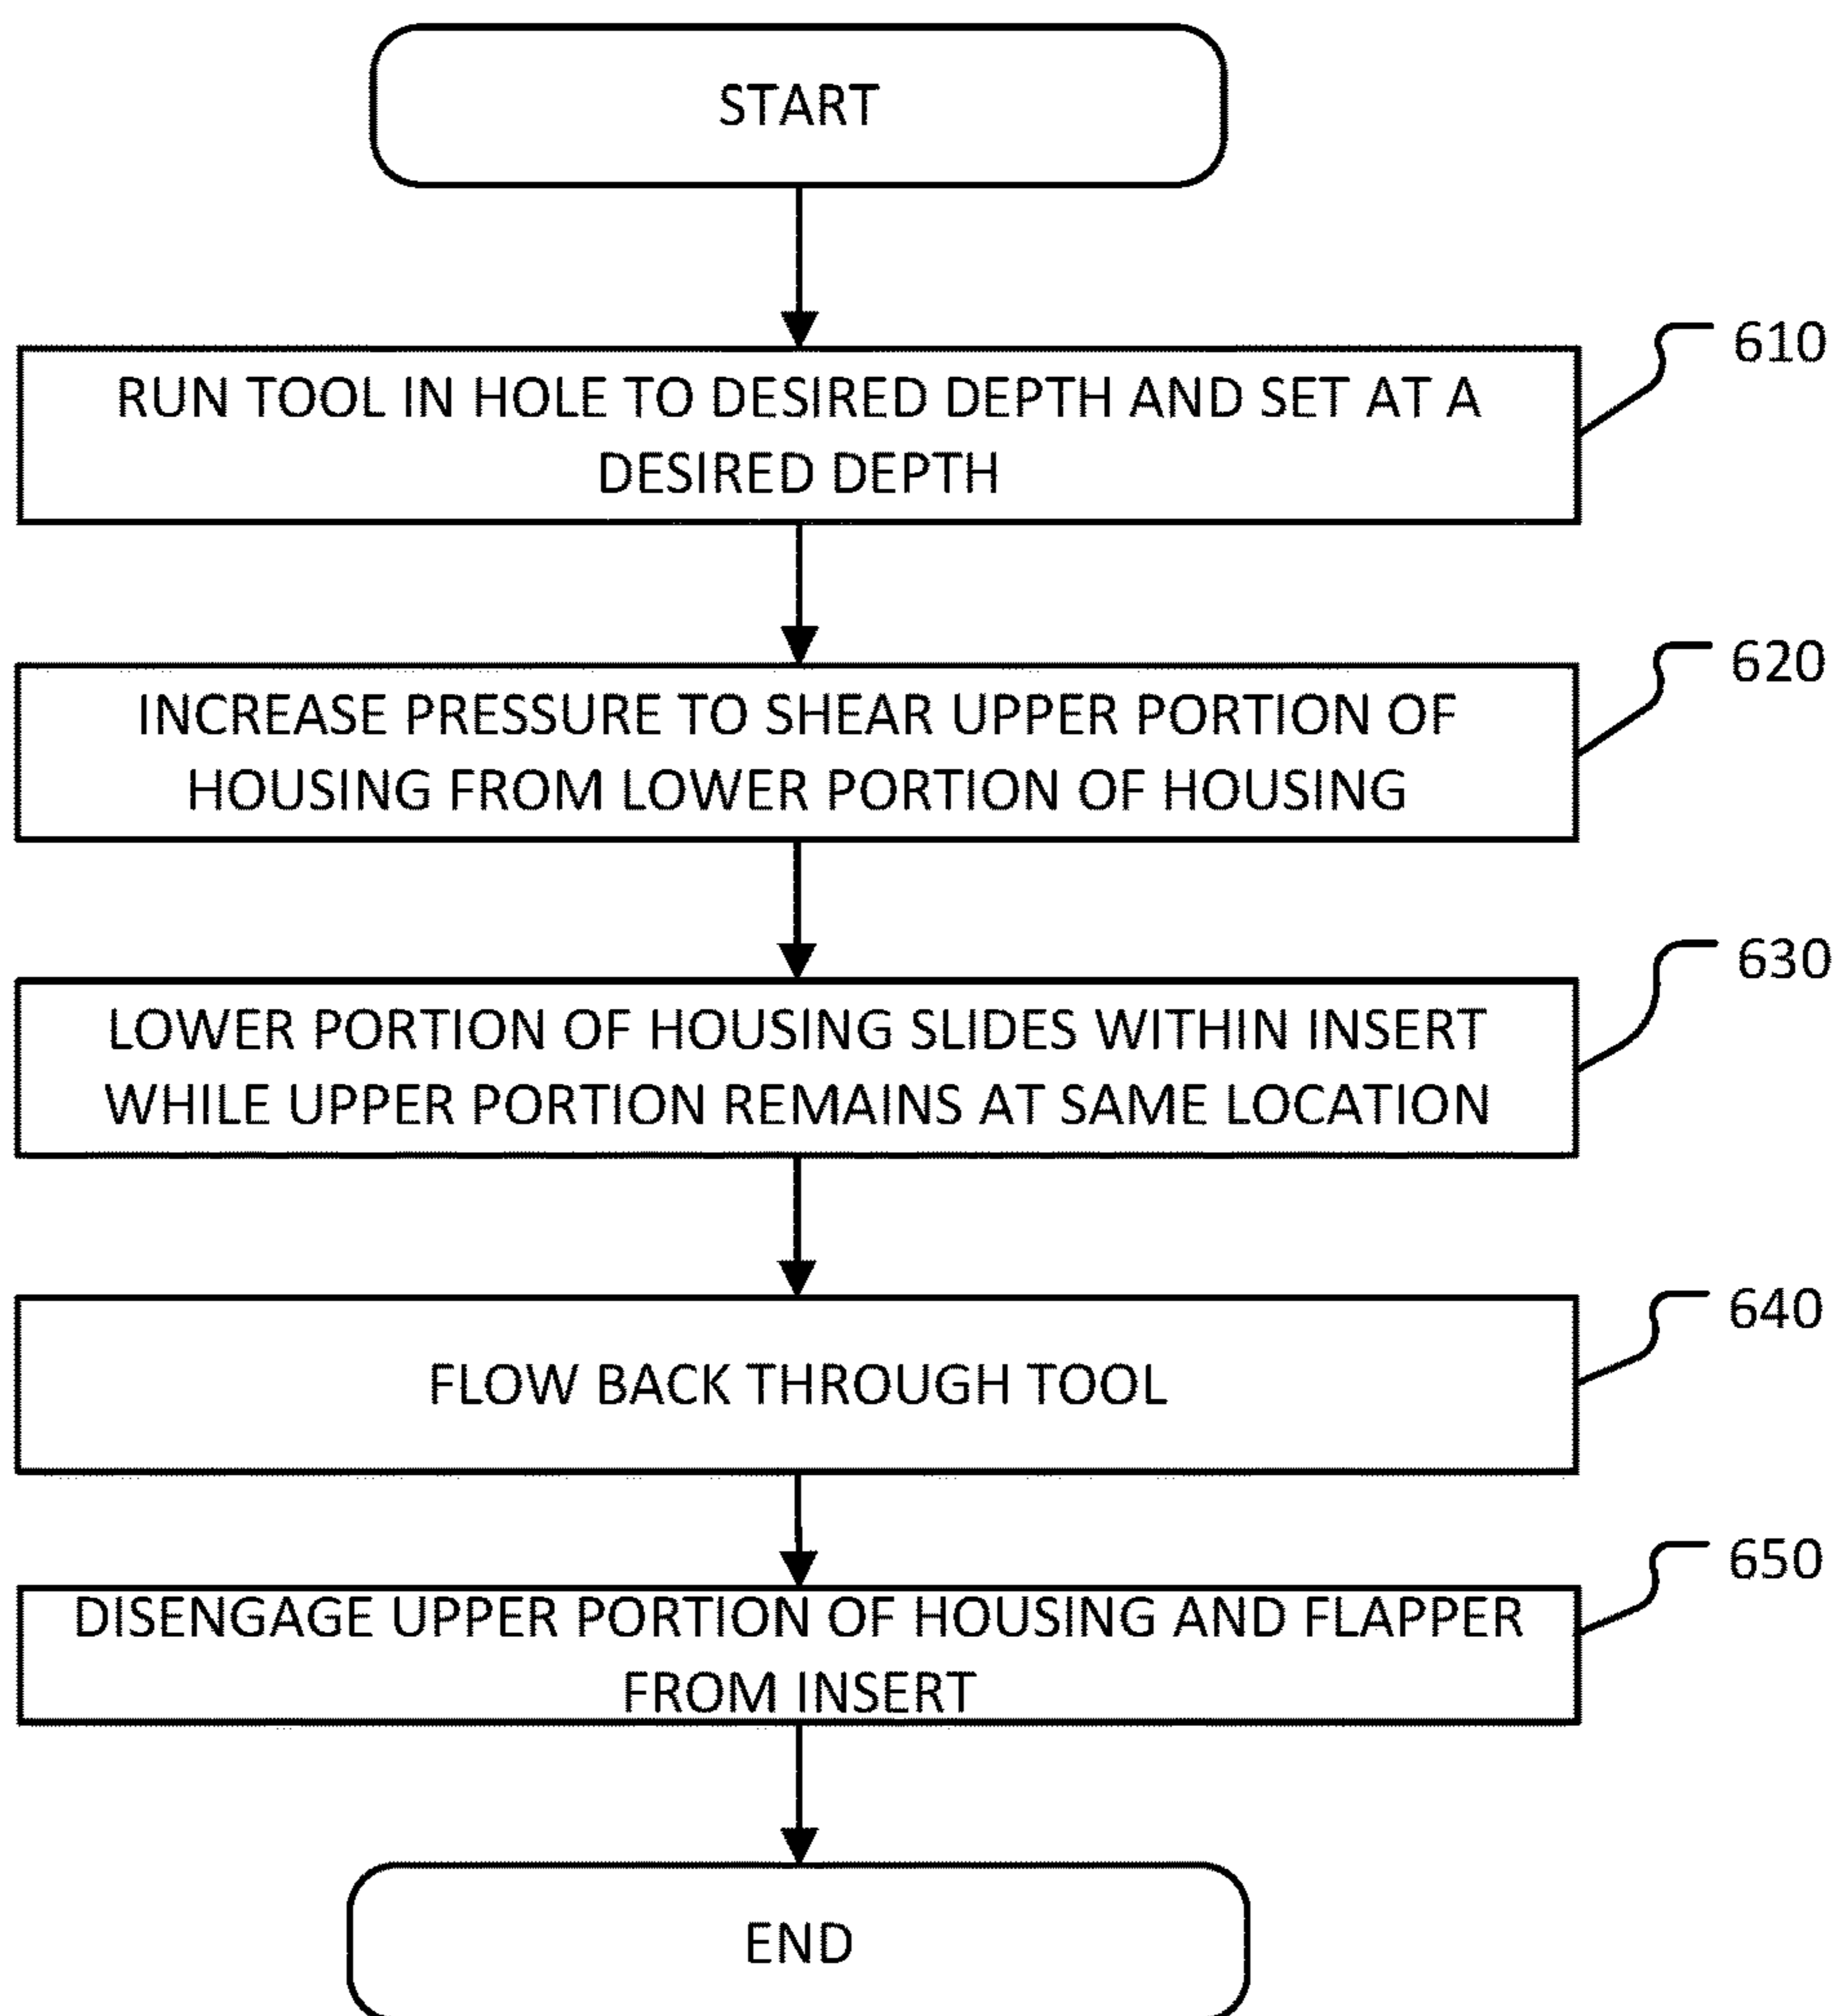 START
RUN TOOL IN HOLE TO DESIRED DEPTH AND SET AT A
DESIRED DEPTH
610
INCREASE PRESSURE TO SHEAR UPPER PORTION OF
HOUSING FROM LOWER PORTION OF HOUSING
620
LOWER PORTION OF HOUSING SLIDES WITHIN INSERT
WHILE UPPER PORTION REMAINS AT SAME LOCATION
630
FLOW BACK THROUGH TOOL
640
DISENGAGE UPPER PORTION OF HOUSING AND FLAPPER
FROM INSERT
650
END